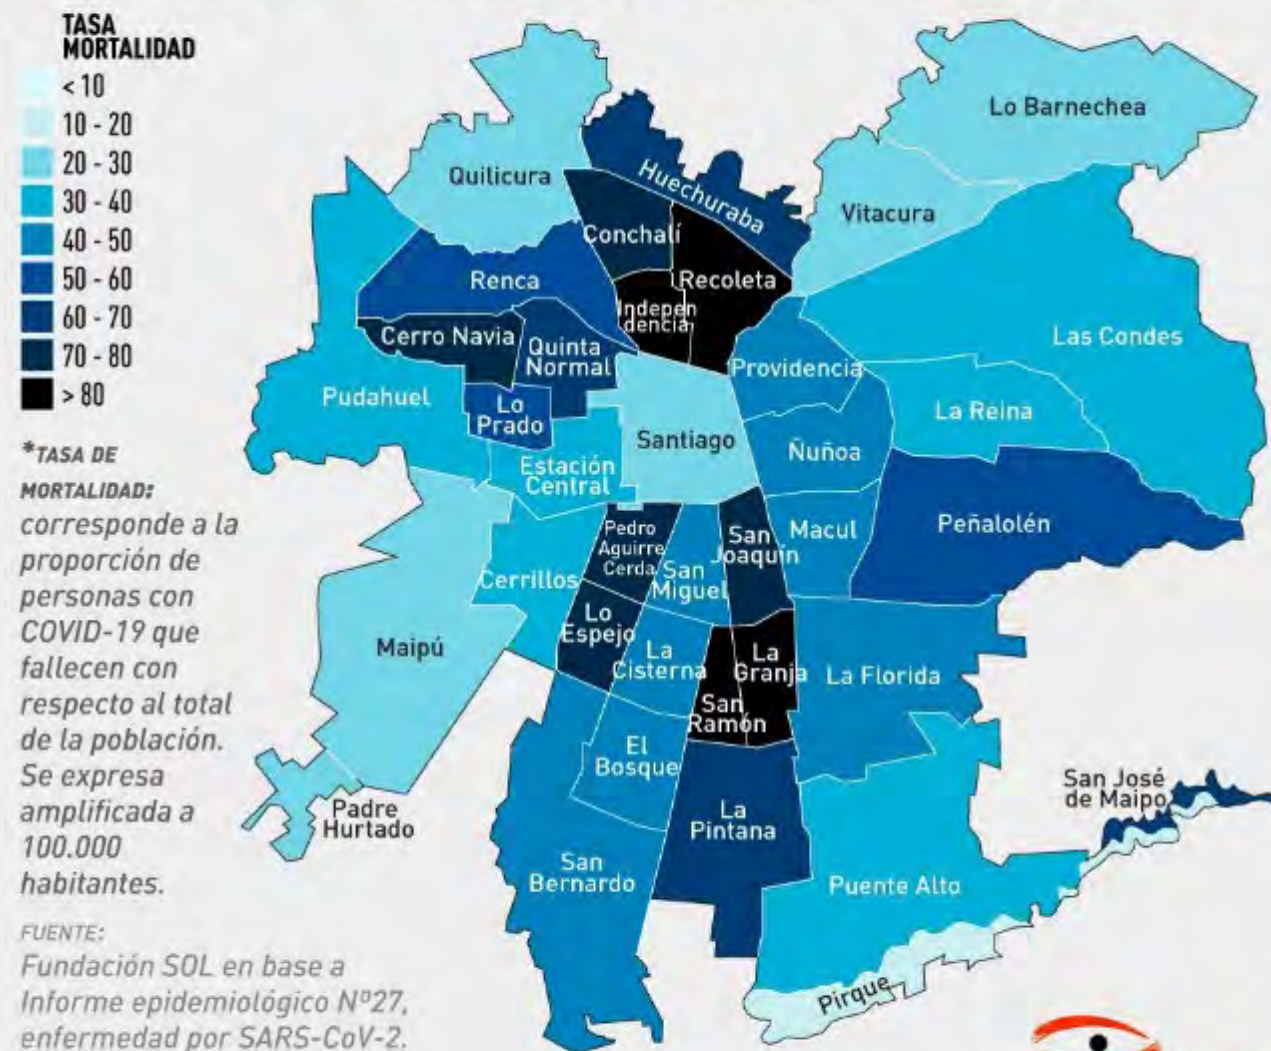 TASA
MORTALIDAD
< 10
10 - 20
20 - 30
30 - 40
40 - 50
50 - 60
60 - 70
70 - 80
> 80
*TASA DE
MORTALIDAD:
corresponde a la
proporción de
personas con
COVID-19 que
fallecen con
respecto al total
de la población.
Se expresa
amplificada a
100.000
habitantes.
FUENTE:
Fundación SOL en base a
Informe epidemiológico Nº27,
enfermedad por SARS-CoV-2.
Lo Barnechea
Quilicura
Huechuraba
Vitacura
Conchalí
Renca
Recoleta
Indepen
dencia
Cerro Navia
Quinta
Normal
Las Condes
Providencia
Pudahuel
Lo
Prado
La Reina
Santiago
Ñuñoa
Estación
Central
Pedro
Aguirre
Cerda
San
Joaquín
Macul
Peñalolén
Cerrillos
San
Miguel
Lo
Espejo
Maipú
La
Cisterna
La
Granja
La Florida
San
Ramón
El
Bosque
San José
de Maipo
Padre
Hurtado
La
Pintana
San
Bernardo
Puente Alto
Pirque